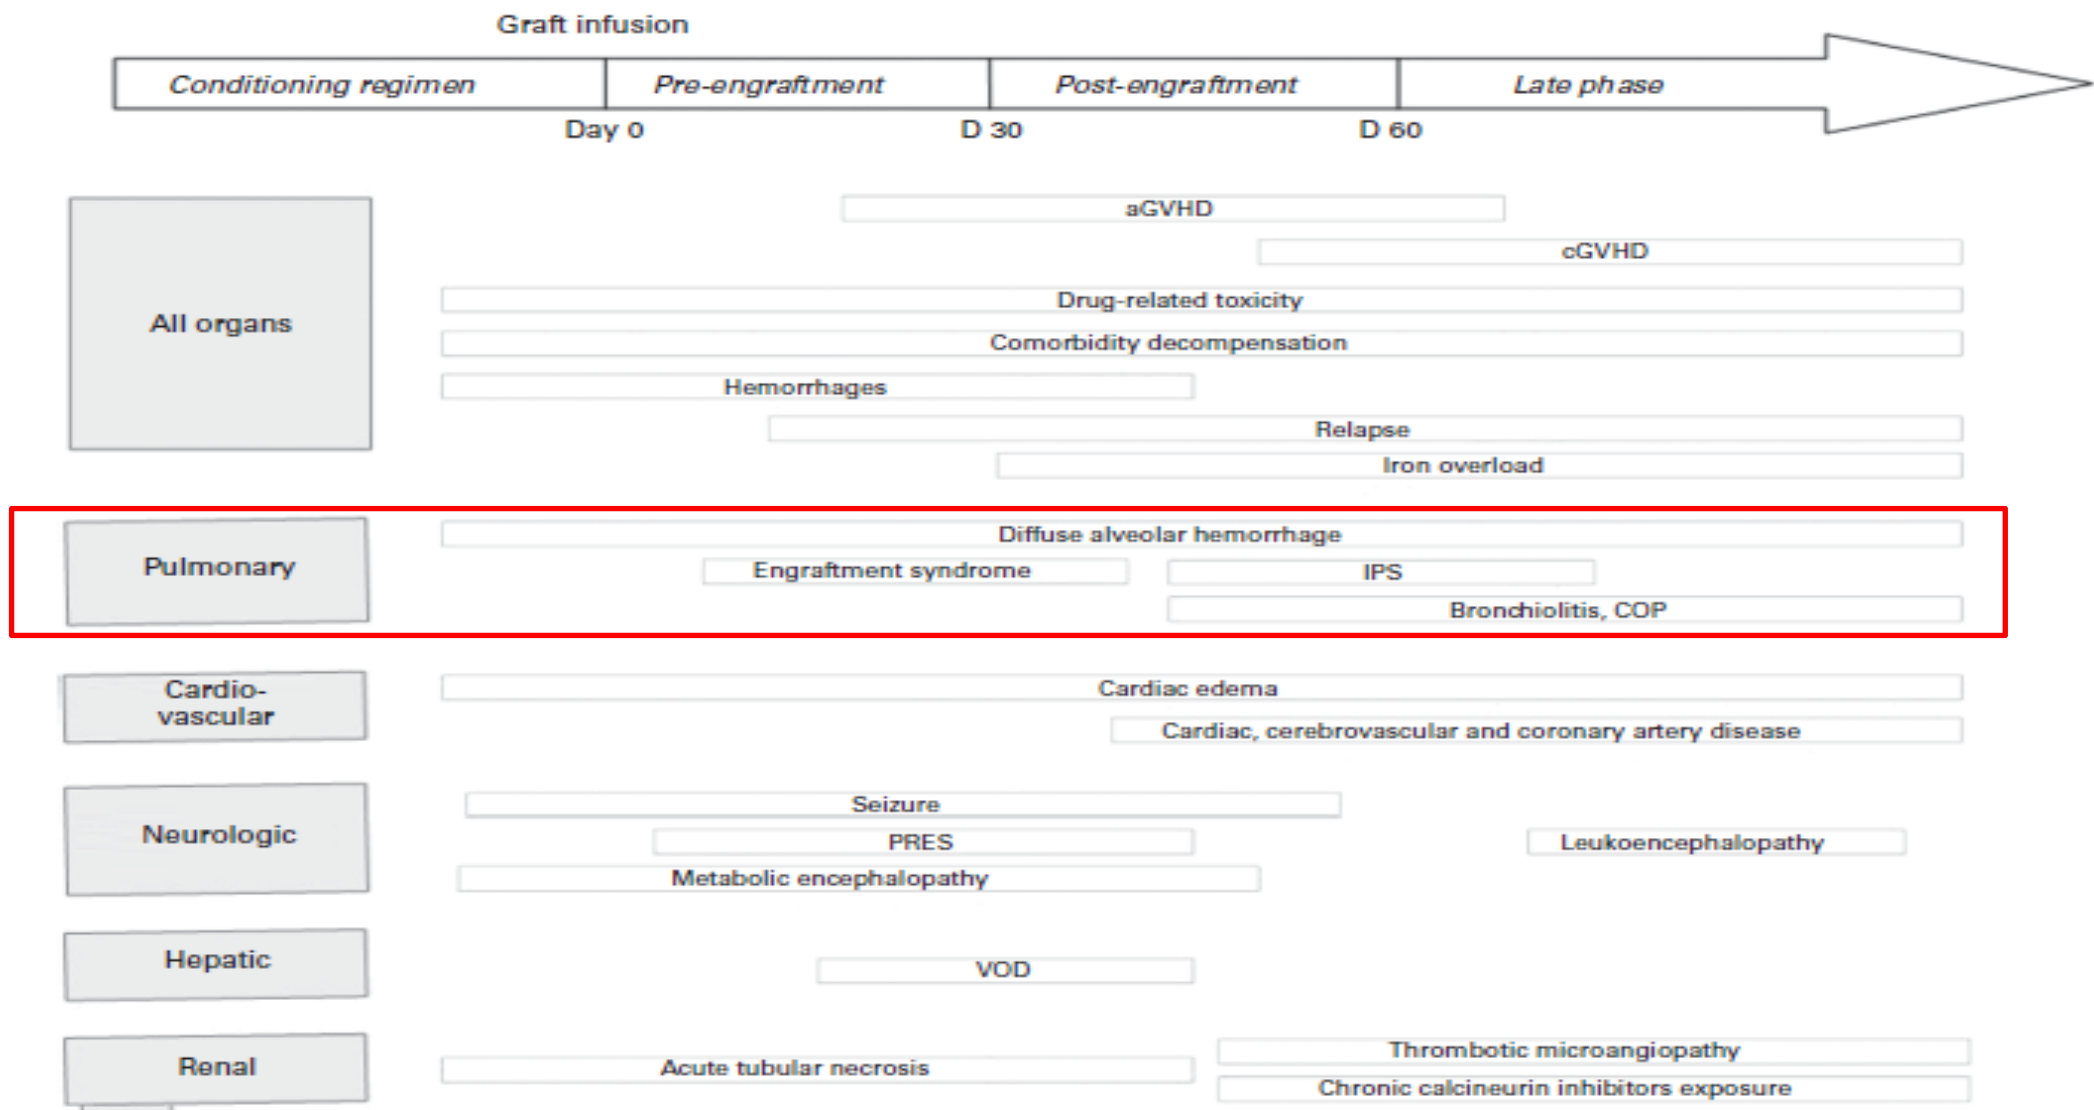 Graft infusion
Conditioning regimen Pre-engraftment Post-engraftment Late phase
Day 0 D 30 D 60
All organs
aGVHD
cGVHD
Drug-related toxicity
Comorbidity decompensation
Hemorrhages
Relapse
Iron overload
Pulmonary
Diffuse alveolar hemorrhage
Engraftment syndrome IPS
Bronchiolitis, COP
Cardio-
vascular
Cardiac edema
Cardiac, cerebrovascular and coronary artery disease
Neurologic
Seizure
PRES Leukoencephalopathy
Metabolic encephalopathy
Hepatic
VOD
Renal
Acute tubular necrosis
Thrombotic microangiopathy
Chronic calcineurin inhibitors exposure